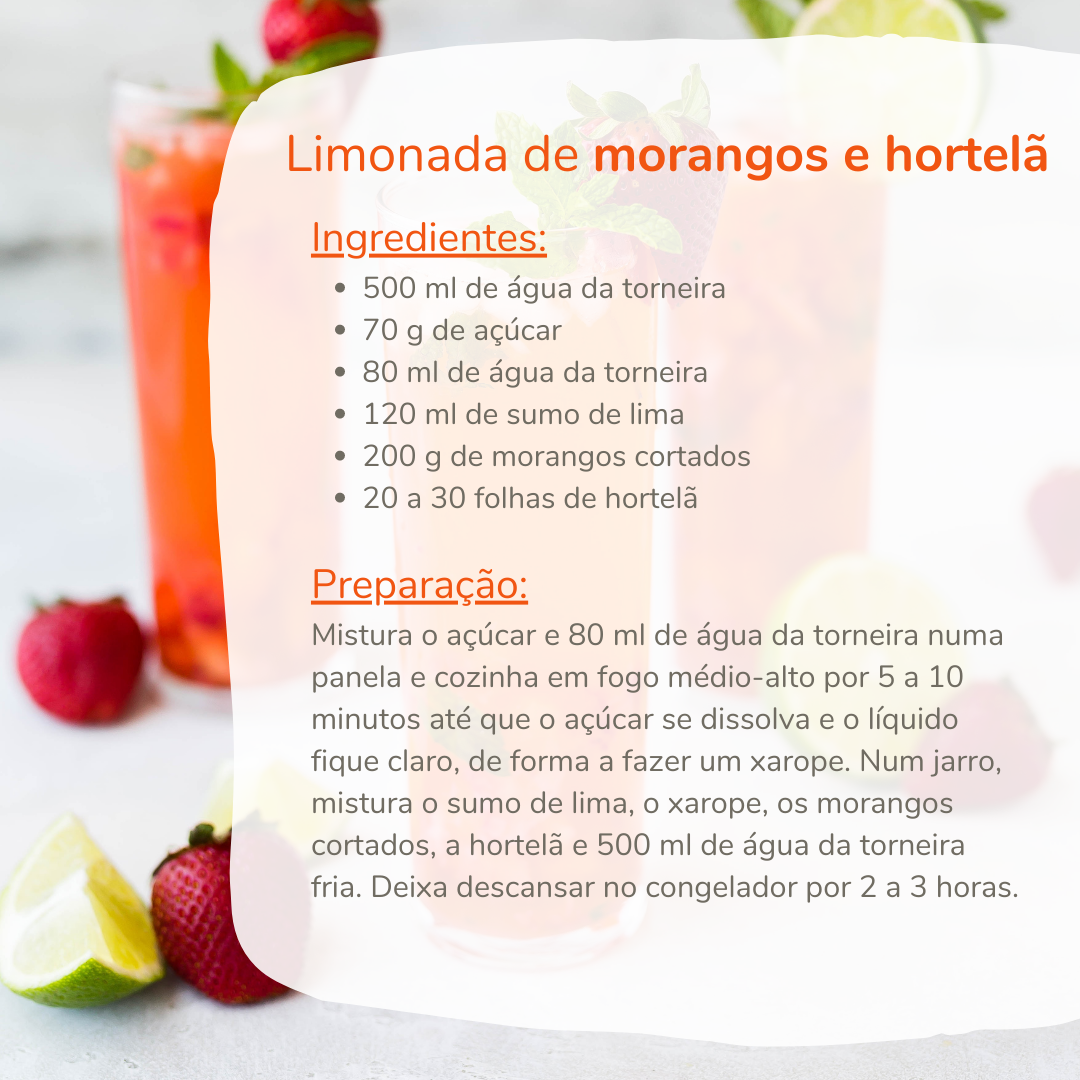 Limonada de morangos e hortelã
Ingredientes:
• 500 ml de água da torneira
• 70 g de açúcar
• 80 ml de água da torneira
• 120 ml de sumo de lima
• 200 g de morangos cortados
• 20 a 30 folhas de hortelã
Preparação:
Mistura o açúcar e 80 ml de água da torneira numa
panela e cozinha em fogo médio-alto por 5 a 10
minutos até que o açúcar se dissolva e o líquido
fique claro, de forma a fazer um xarope. Num jarro,
mistura o sumo de lima, o xarope, os morangos
cortados, a hortelã e 500 ml de água da torneira
fria. Deixa descansar no congelador por 2 a 3 horas.